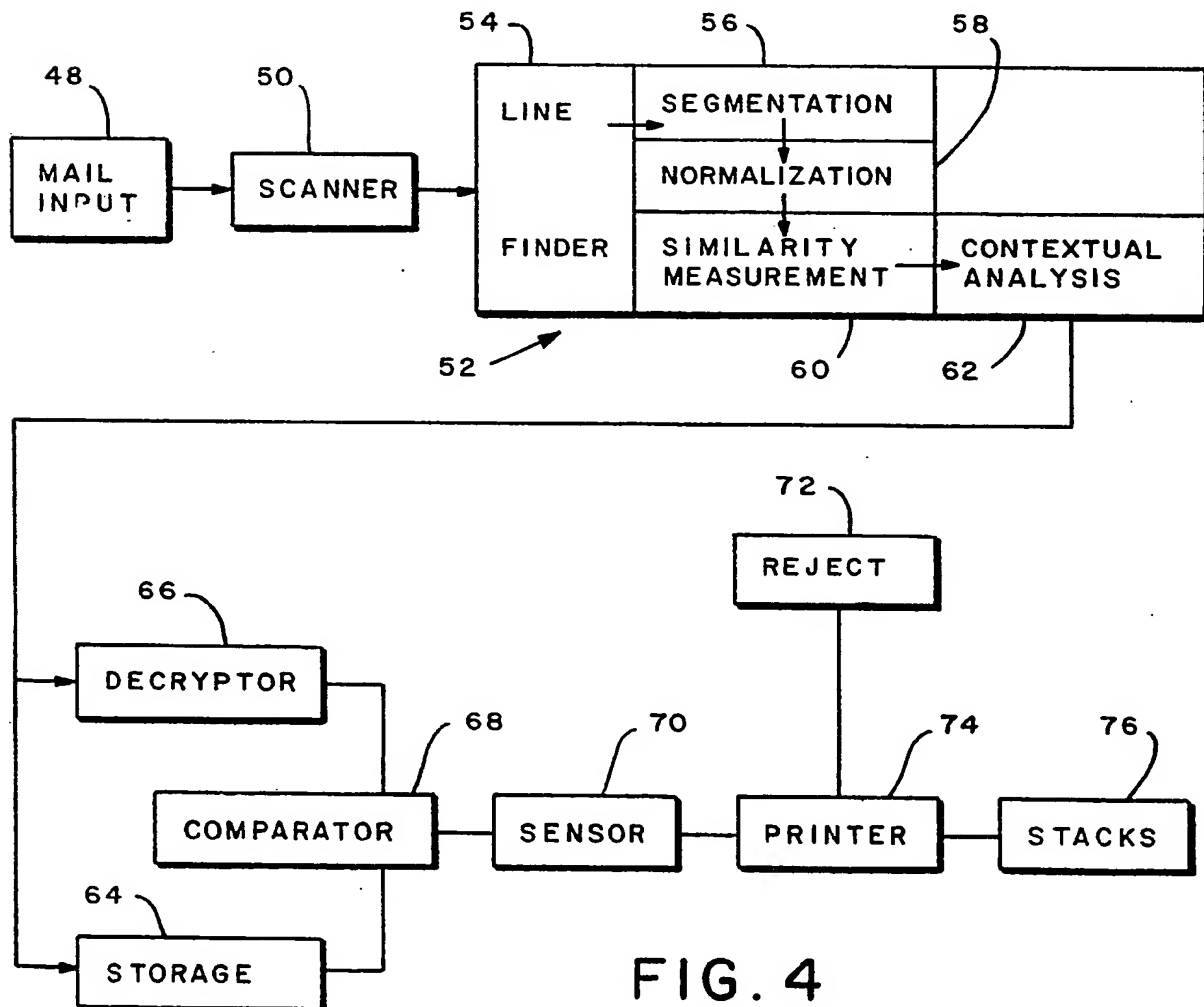 54
56
58
48
50
MAIL
INPUT
SCANNER
LINE
FINDER
SEGMENTATION
NORMALIZATION
SIMILARITY
MEASUREMENT
CONTEXTUAL
ANALYSIS
52
60
62
72
REJECT
66
DECRYPTOR
68
70
74
76
COMPARATOR
SENSOR
PRINTER
STACKS
64
STORAGE
FIG. 4